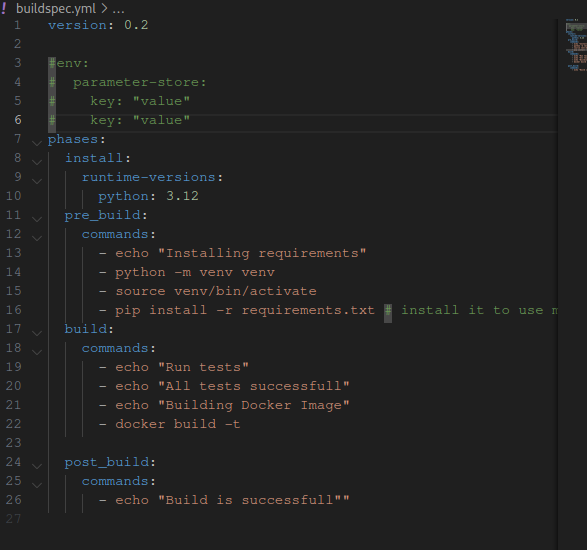 ! buildspec.yml > ...
1 version: 0.2
2
3 #env:
4 #  parameter-store:
5 #    key: "value"
6 #    key: "value"
7 phases:
8   install:
9     runtime-versions:
10       python: 3.12
11   pre_build:
12     commands:
13       - echo "Installing requirements"
14       - python -m venv venv
15       - source venv/bin/activate
16       - pip install -r requirements.txt # install it to use
17   build:
18     commands:
19       - echo "Run tests"
20       - echo "All tests successfull"
21       - echo "Building Docker Image"
22       - docker build -t
23
24   post_build:
25     commands:
26       - echo "Build is successfull""
27